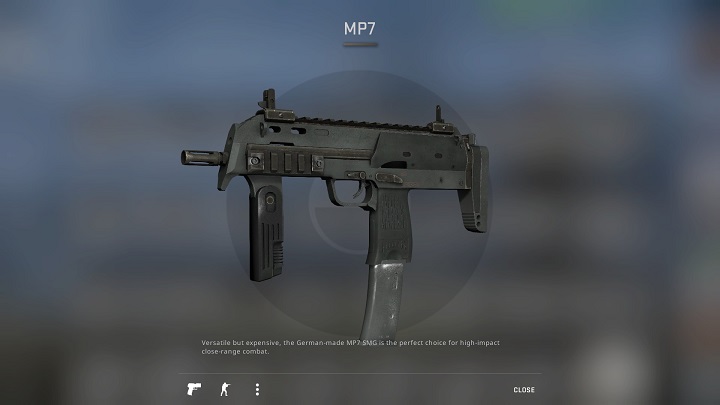 MP7
Versatile but expensive, the German-made MP7 SMG is the perfect choice for high-impact
close-range combat.
CLOSE